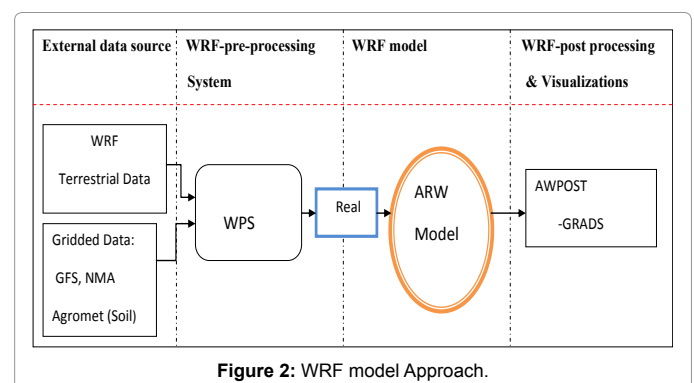 External data source
WRF-pre-processing
System
WRF model
WRF-post processing
& Visualizations
WRF
Terrestrial Data
Gridded Data:
GFS, NMA
Agromet (Soil)
WPS
Real
ARW
Model
AWPOST
-GRADS
Figure 2: WRF model Approach.